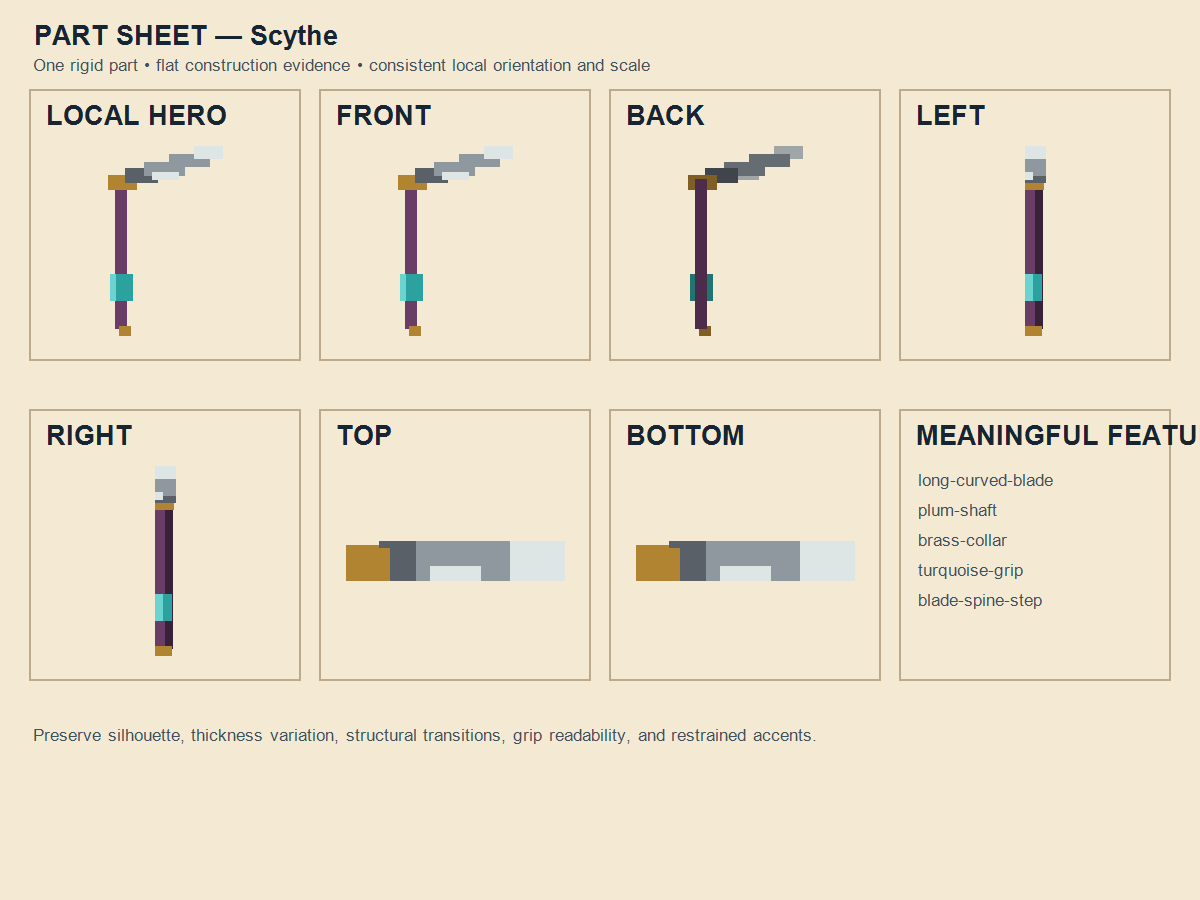 PART SHEET — Scythe
One rigid part • flat construction evidence • consistent local orientation and scale
LOCAL HERO
FRONT
BACK
LEFT
RIGHT
TOP
BOTTOM
MEANINGFUL FEATU
long-curved-blade
plum-shaft
brass-collar
turquoise-grip
blade-spine-step
Preserve silhouette, thickness variation, structural transitions, grip readability, and restrained accents.